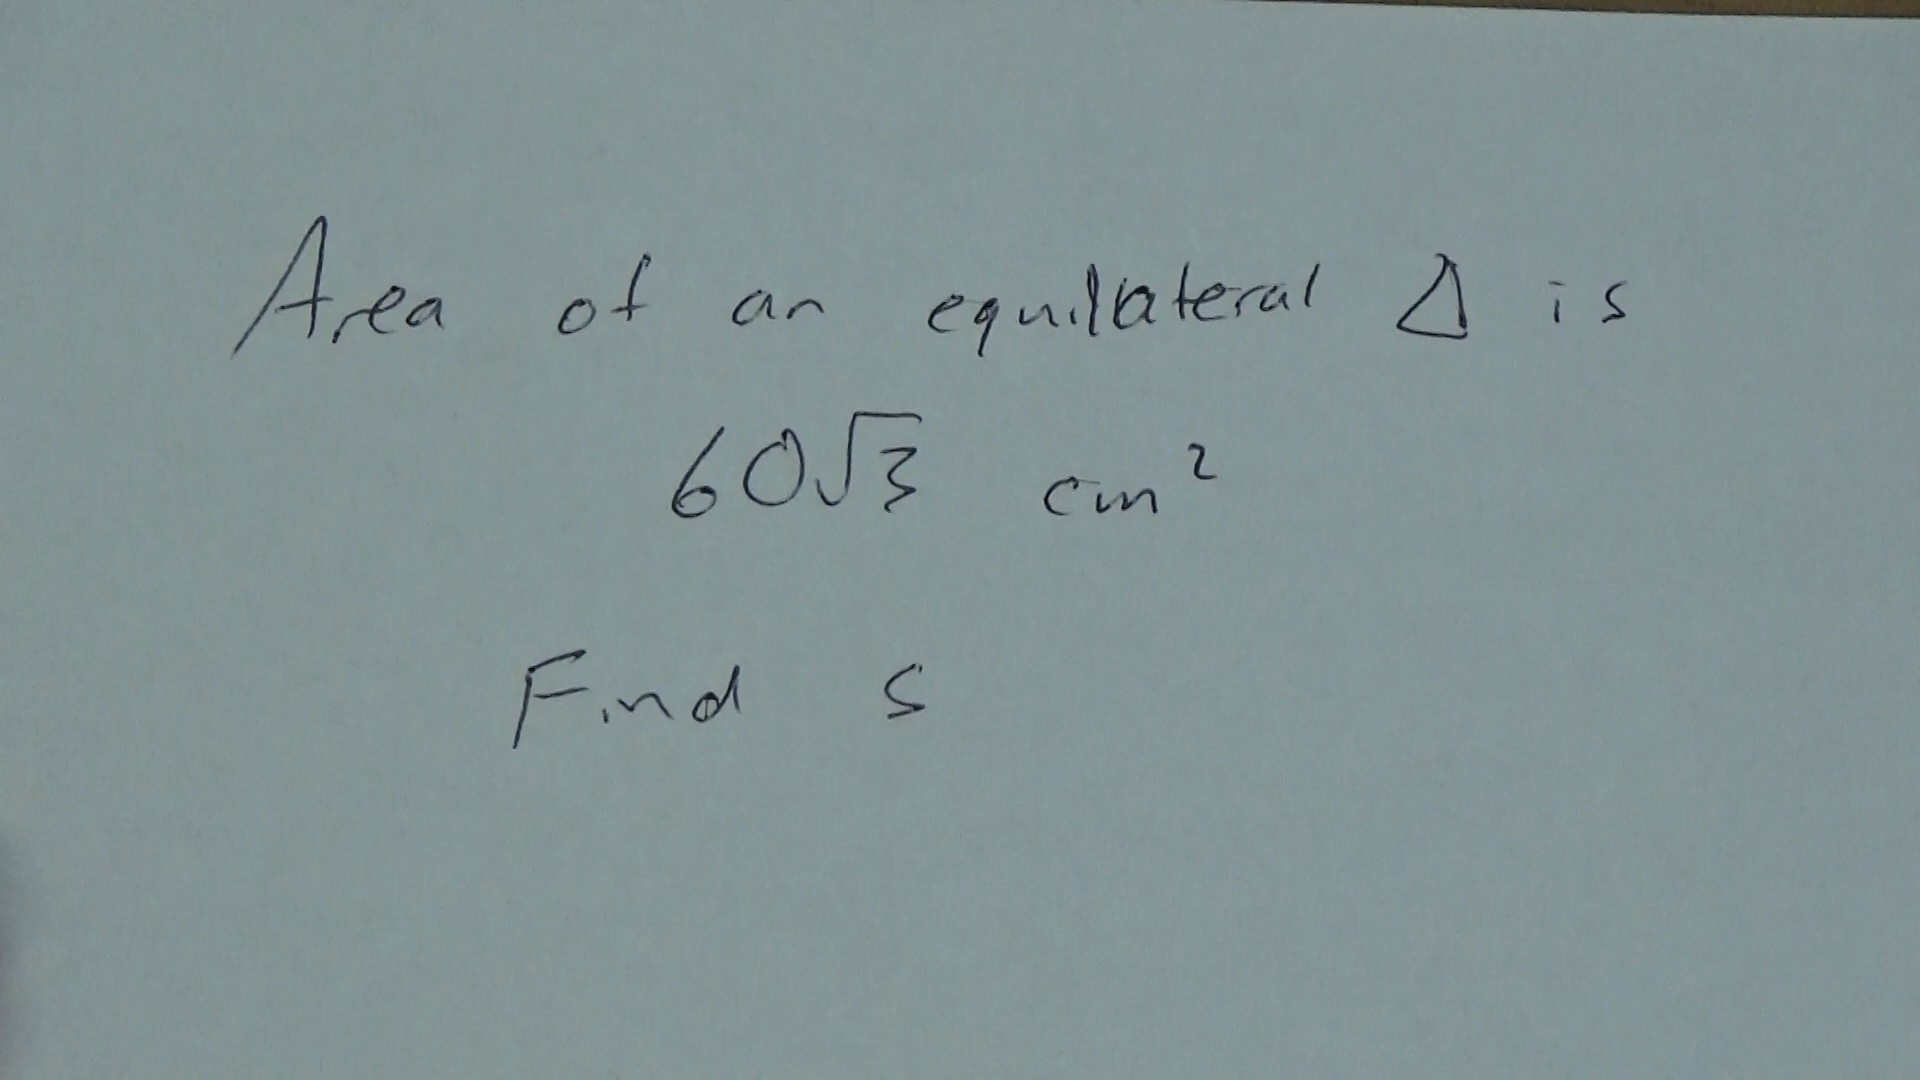 Area of an equilateral Δ is
60√3 cm²
Find s